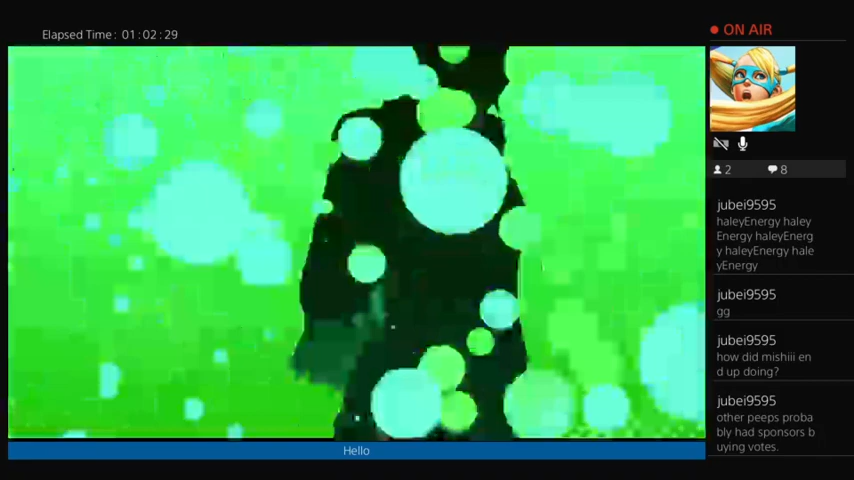 Elapsed Time : 01:02:29
ON AIR
2
8
jubei9595
haleyEnergy haley
Energy haleyEnerg
y haleyEnergy hale
yEnergy
jubei9595
gg
jubei9595
how did mishiii en
d up doing?
jubei9595
other peeps proba
bly had sponsors b
uying votes.
Hello